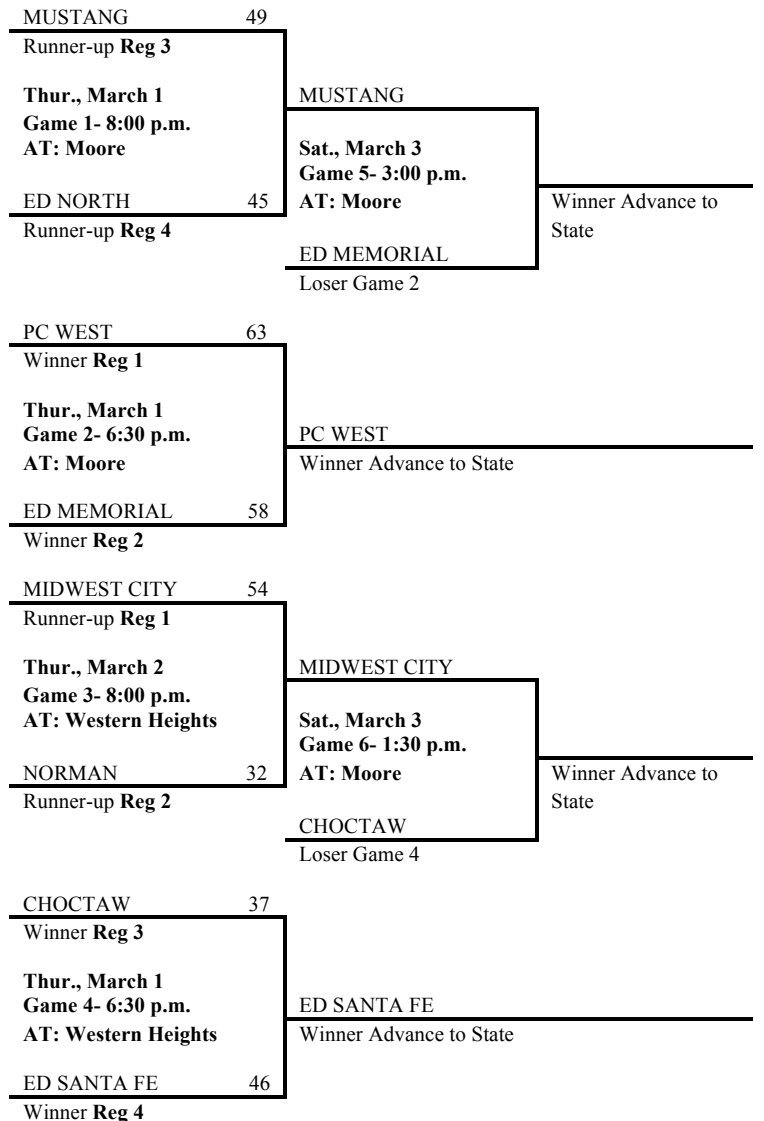 MUSTANG 49
Runner-up Reg 3
Thur., March 1
Game 1- 8:00 p.m.
AT: Moore
ED NORTH 45
Runner-up Reg 4
MUSTANG
Sat., March 3
Game 5- 3:00 p.m.
AT: Moore
ED MEMORIAL
Loser Game 2
Winner Advance to
State
PC WEST 63
Winner Reg 1
Thur., March 1
Game 2- 6:30 p.m.
AT: Moore
ED MEMORIAL 58
Winner Reg 2
PC WEST
Winner Advance to State
MIDWEST CITY 54
Runner-up Reg 1
Thur., March 2
Game 3- 8:00 p.m.
AT: Western Heights
NORMAN 32
Runner-up Reg 2
MIDWEST CITY
Sat., March 3
Game 6- 1:30 p.m.
AT: Moore
CHOCTAW
Loser Game 4
Winner Advance to
State
CHOCTAW 37
Winner Reg 3
Thur., March 1
Game 4- 6:30 p.m.
AT: Western Heights
ED SANTA FE 46
Winner Reg 4
ED SANTA FE
Winner Advance to State